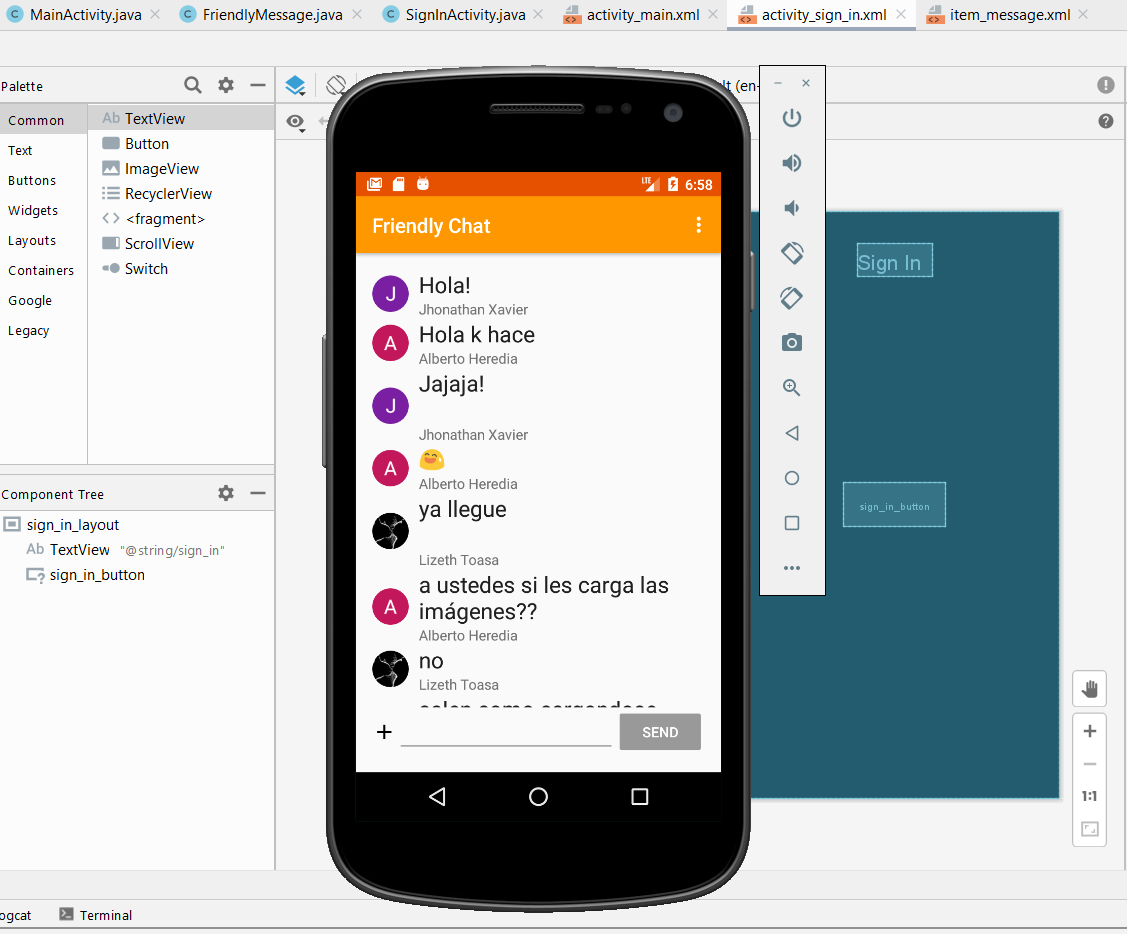 MainActivity.java FriendlyMessage.java SignInActivity.java activity_main.xml activity_sign_in.xml item_message.xml
Palette
lt (en-
Common
Text
Buttons
Widgets
Layouts
Containers
Google
Legacy
Ab TextView
Button
ImageView
RecyclerView
<fragment>
ScrollView
Switch
Component Tree
sign_in_layout
Ab TextView "@string/sign_in"
sign_in_button
LTE 6:58
Friendly Chat
J Hola!
Jhonathan Xavier
A Hola k hace
Alberto Heredia
J Jajaja!
Jhonathan Xavier
A 😅
Alberto Heredia
ya llegue
Lizeth Toasa
A a ustedes si les carga las
imágenes??
Alberto Heredia
no
Lizeth Toasa
SEND
Sign In
sign_in_button
1:1
ogcat Terminal